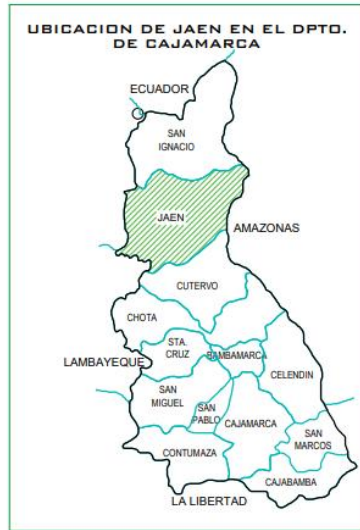 UBICACION DE JAEN EN EL DPTO.
DE CAJAMARCA
ECUADOR
SAN
IGNACIO
JAEN
AMAZONAS
CUTERVO
CHOTA
STA.
CRUZ
BAMBAMARCA
LAMBAYEQUE
CELENDIN
SAN
MIGUEL
SAN
PABLO
CAJAMARCA
SAN
MARCOS
CONTUMAZA
CAJABAMBA
LA LIBERTAD